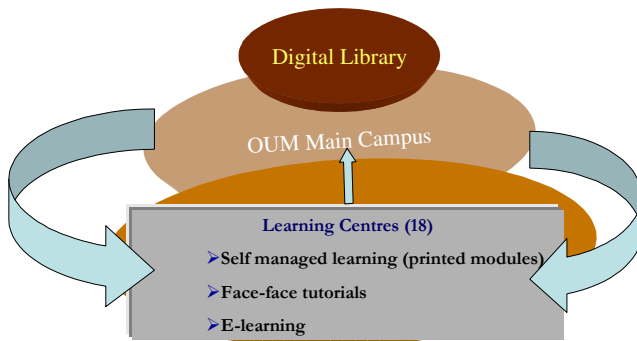 Digital Library
OUM Main Campus
Learning Centres (18)
➢Self managed learning (printed modules)
➢Face-face tutorials
➢E-learning